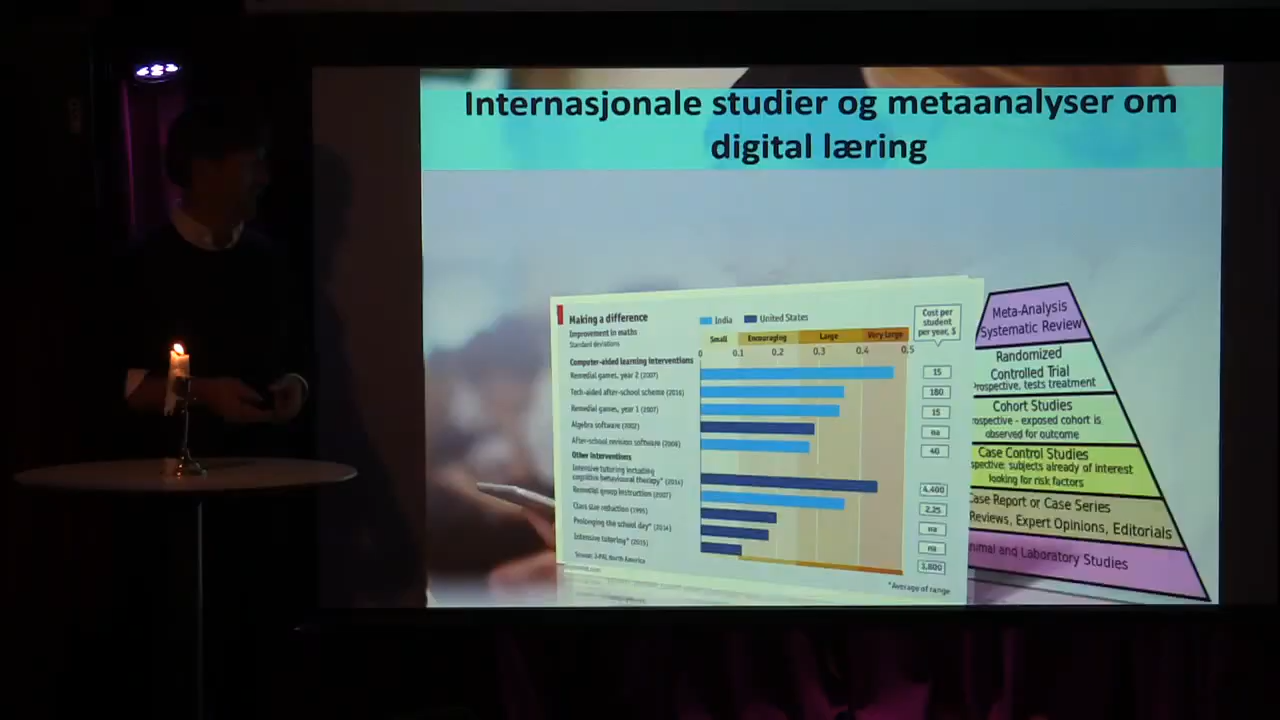 Internasjonale studier og metaanalyser om
digital læring
Making a difference
Improvement in maths
Standard deviations
India
United States
Cost per
student
per year, $
Small
Encouraging
Large
Very Large
0
0.1
0.2
0.3
0.4
0.5
Computer-aided learning interventions
Remedial games, year 2 (2007)
15
Tech-aided after-school scheme (2016)
180
Remedial games, year 1 (2007)
15
Algebra software (2002)
na
After-school revision software (2008)
40
Other interventions
Intensive tutoring including
cognitive behavioural therapy* (2014)
4,400
Remedial group instruction (2007)
2.25
Class size reduction (1995)
na
Prolonging the school day* (2014)
na
Intensive tutoring* (2015)
3,800
Source: J-PAL North America
*Average of range
Meta-Analysis
Systematic Review
Randomized
Controlled Trial
Prospective, tests treatment
Cohort Studies
ospective - exposed cohort is
observed for outcome
Case Control Studies
spective: subjects already of interest
looking for risk factors
Case Report or Case Series
Reviews, Expert Opinions, Editorials
nimal and Laboratory Studies